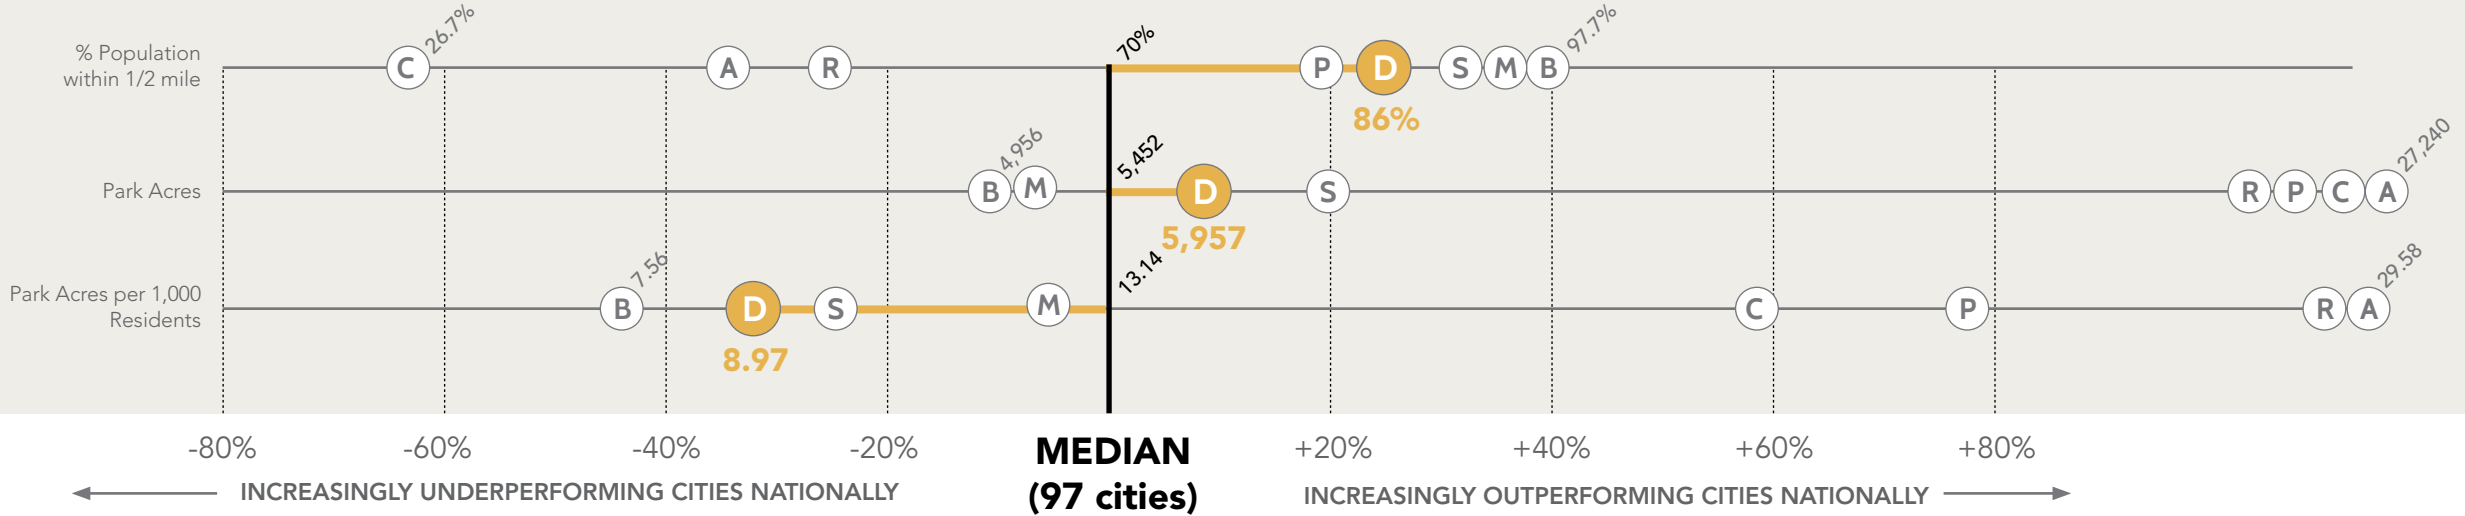 % Population
within 1/2 mile
C 26.7% A R 70% P D S M B 97.7%
86%
Park Acres
B 4,956 M 5,452 D S R P C A 27,240
5,957
Park Acres per 1,000
Residents
B 7.56 D S M 13.14 C P R A 29.58
8.97
-80% -60% -40% -20% MEDIAN +20% +40% +60% +80%
(97 cities)
INCREASINGLY UNDERPERFORMING CITIES NATIONALLY
INCREASINGLY OUTPERFORMING CITIES NATIONALLY